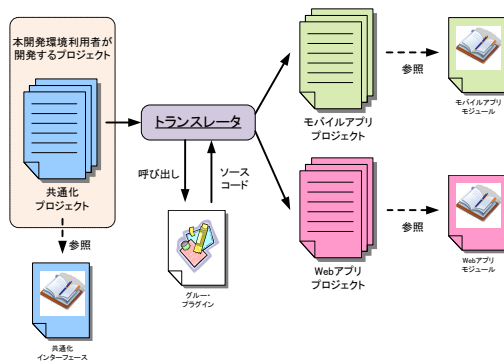 本開発環境利用者が
開発するプロジェクト
共通化
プロジェクト
参照
共通化
インターフェース
トランスレータ
呼び出し
ソース
コード
グルー・
プラグイン
モバイルアプリ
プロジェクト
参照
モバイルアプリ
モジュール
Webアプリ
プロジェクト
参照
Webアプリ
モジュール